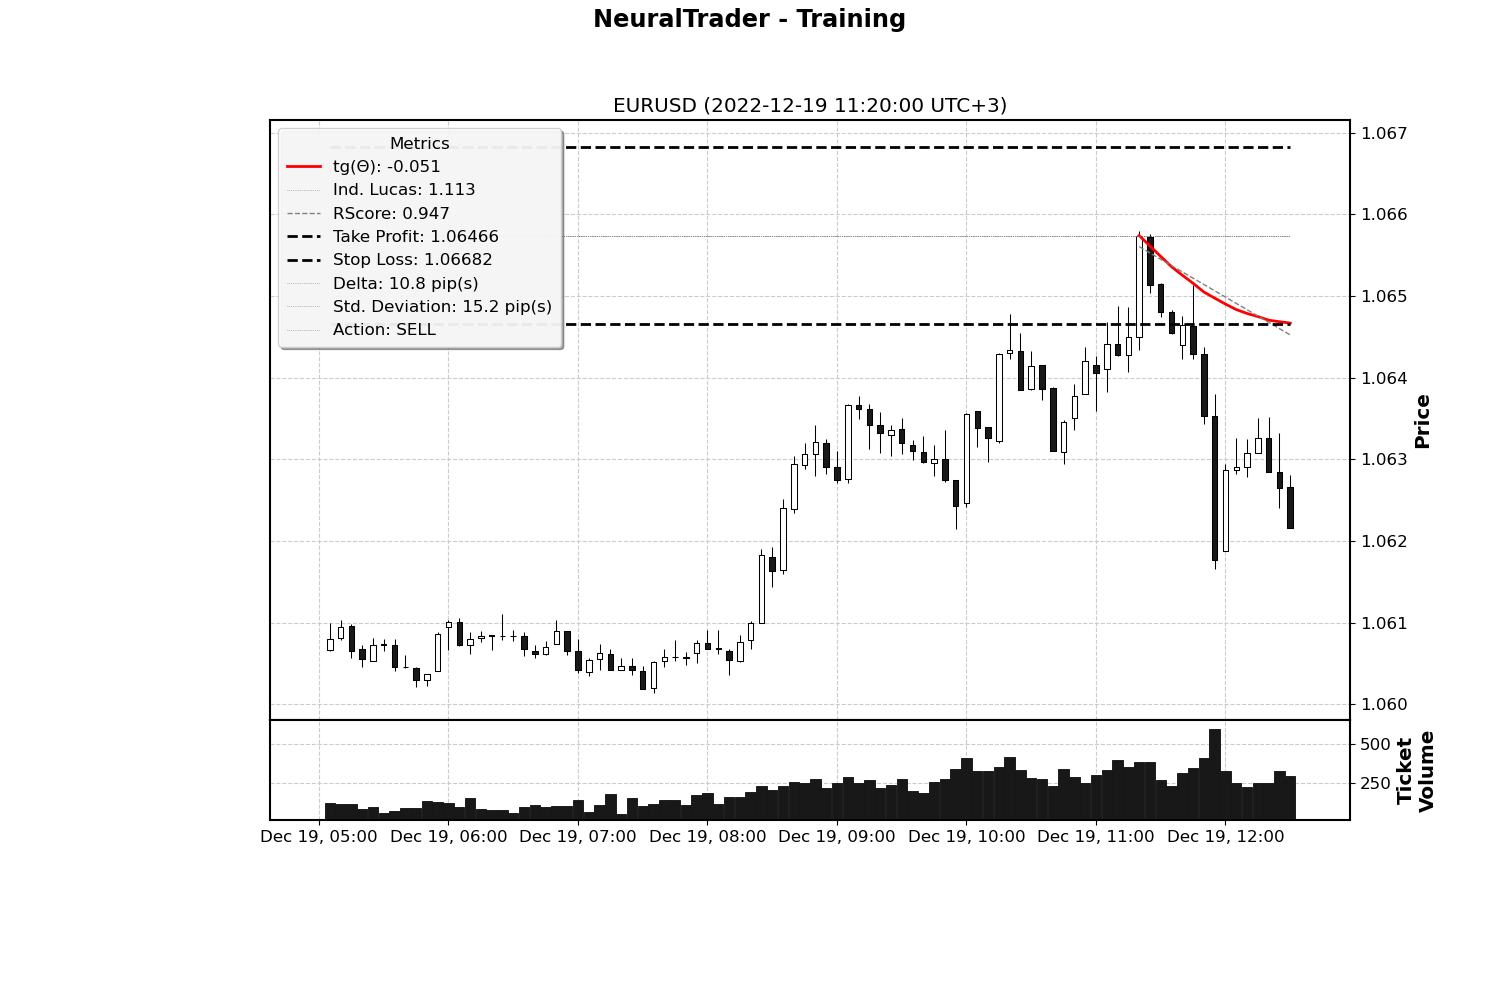 NeuralTrader - Training
EURUSD (2022-12-19 11:20:00 UTC+3)
Metrics
tg(Θ): -0.051
Ind. Lucas: 1.113
RScore: 0.947
Take Profit: 1.06466
Stop Loss: 1.06682
Delta: 10.8 pip(s)
Std. Deviation: 15.2 pip(s)
Action: SELL
1.067
1.066
1.065
1.064
1.063
1.062
1.061
1.060
Price
500
250
Ticket
Volume
Dec 19, 05:00 Dec 19, 06:00 Dec 19, 07:00 Dec 19, 08:00 Dec 19, 09:00 Dec 19, 10:00 Dec 19, 11:00 Dec 19, 12:00